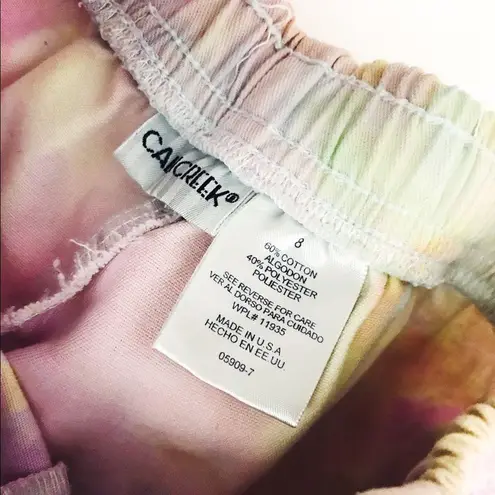 CANCREEK®
8
60% COTTON
ALGODON
40% POLYESTER
POLIESTER
SEE REVERSE FOR CARE
VER AL DORSO PARA CUIDADO
WPL# 11935
MADE IN U.S.A
HECHO EN EE.UU
05909-7